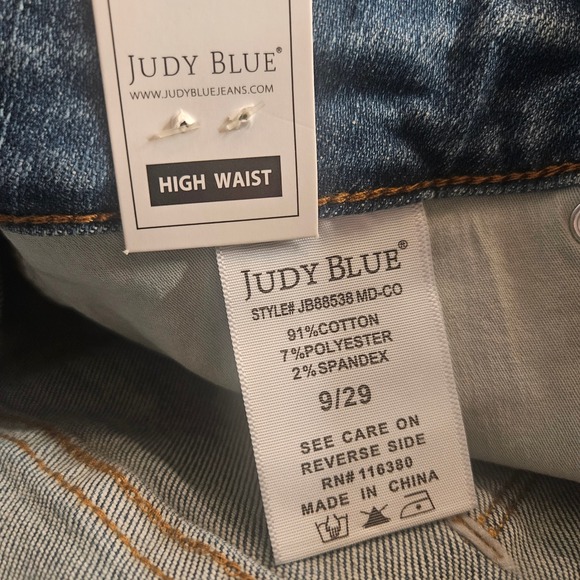 JUDY BLUE®
WWW.JUDYBLUEJEANS.COM
HIGH WAIST
JUDY BLUE®
STYLE# JB88538 MD-CO
91%COTTON
7%POLYESTER
2%SPANDEX
9/29
SEE CARE ON
REVERSE SIDE
RN# 116380
MADE IN CHINA